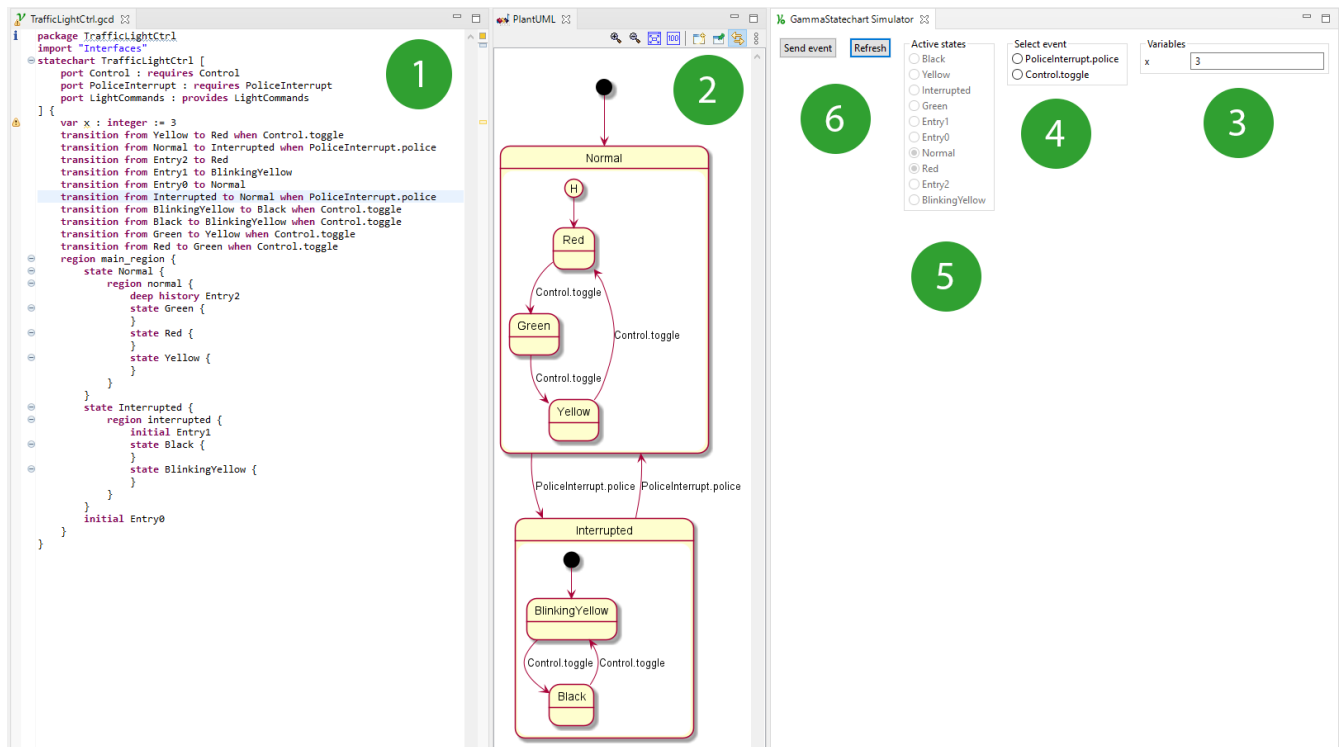 TrafficLightCtrl.gcd
package TrafficLightCtrl
import "Interfaces"
statechart TrafficLightCtrl [
port Control : requires Control
port PoliceInterrupt : requires PoliceInterrupt
port LightCommands : provides LightCommands
] {
var x : integer := 3
transition from Yellow to Red when Control.toggle
transition from Normal to Interrupted when PoliceInterrupt.police
transition from Entry2 to Red
transition from Entry1 to BlinkingYellow
transition from Entry0 to Normal
transition from Interrupted to Normal when PoliceInterrupt.police
transition from BlinkingYellow to Black when Control.toggle
transition from Black to BlinkingYellow when Control.toggle
transition from Green to Yellow when Control.toggle
transition from Red to Green when Control.toggle
region main_region {
state Normal {
region normal {
deep history Entry2
state Green {
}
state Red {
}
state Yellow {
}
}
}
state Interrupted {
region interrupted {
initial Entry1
state Black {
}
state BlinkingYellow {
}
}
}
initial Entry0
}
}
1
PlantUML
100
2
Normal
H
Red
Control.toggle
Green
Control.toggle
Control.toggle
Yellow
PoliceInterrupt.police
PoliceInterrupt.police
Interrupted
BlinkingYellow
Control.toggle
Control.toggle
Black
GammaStatechart Simulator
Send event
Refresh
6
Active states
Black
Yellow
Interrupted
Green
Entry1
Entry0
Normal
Red
Entry2
BlinkingYellow
5
Select event
PoliceInterrupt.police
Control.toggle
4
Variables
x
3
3